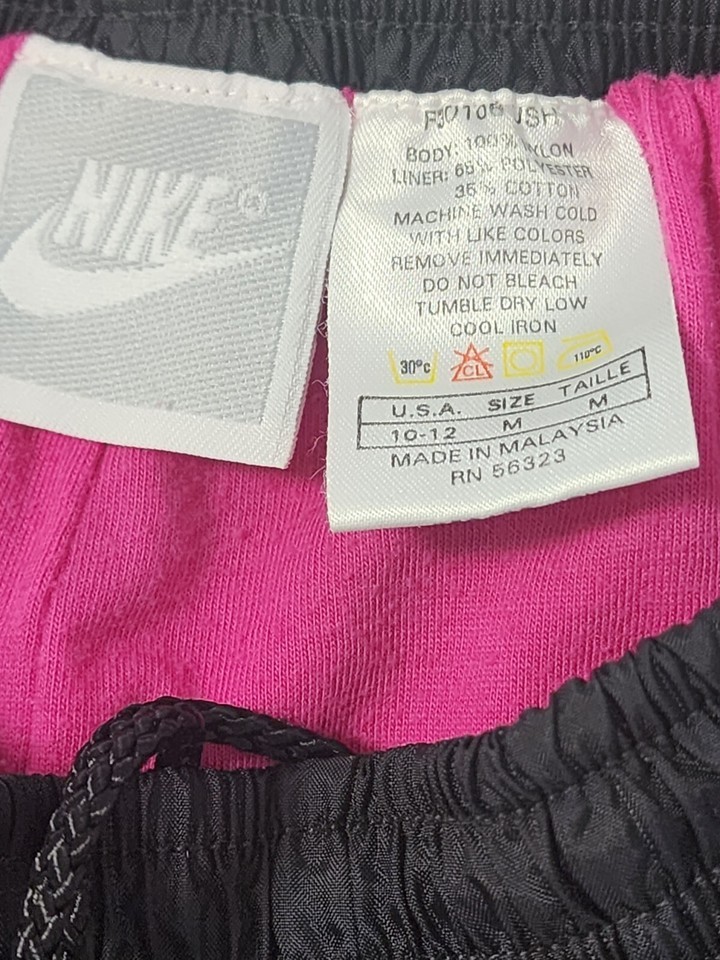 NIKE®
BODY: 100% NYLON
LINER: 65% POLYESTER
35% COTTON
MACHINE WASH COLD
WITH LIKE COLORS
REMOVE IMMEDIATELY
DO NOT BLEACH
TUMBLE DRY LOW
COOL IRON
30°c CL 110°C
U.S.A. SIZE TAILLE
10-12 M M
MADE IN MALAYSIA
RN 56323